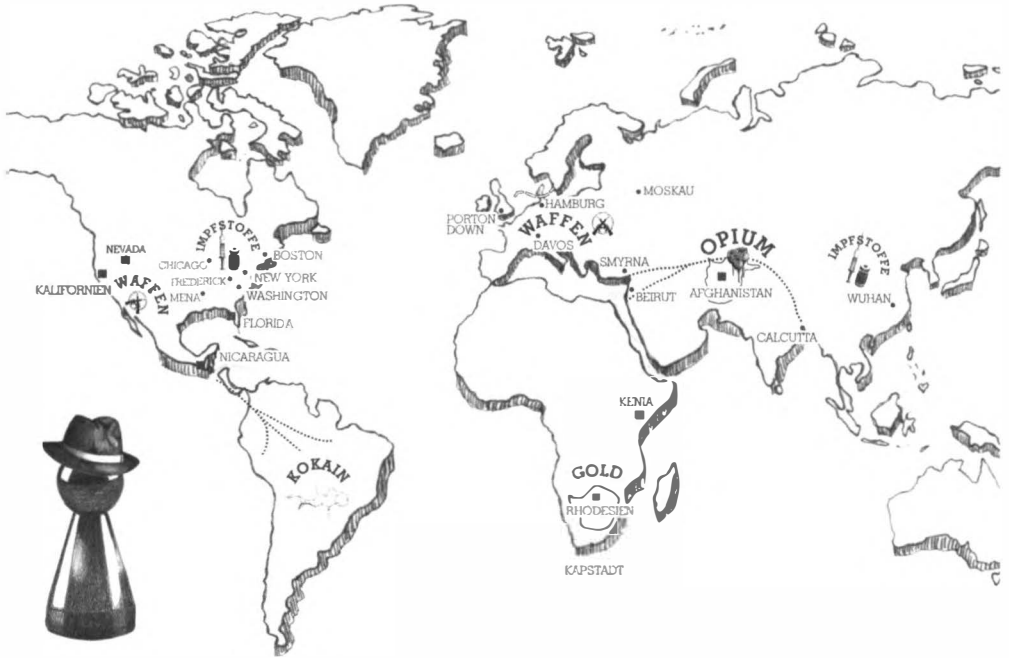 MOSKAU
HAMBURG
PORTON
DOWN
WAFFEN
DAVOS
IMPFSTOFFE
NEVADA
BOSTON
CHICAGO
OPIUM
IMPFSTOFFE
SMYRNA
FREDERICK
NEW YORK
KALIFORNIEN
WAFFEN
MENA
WASHINGTON
BEIRUT
AFGHANISTAN
WUHAN
FLORIDA
CALCUTTA
NICARAGUA
KENIA
KOKAIN
GOLD
RHODESIEN
KAPSTADT